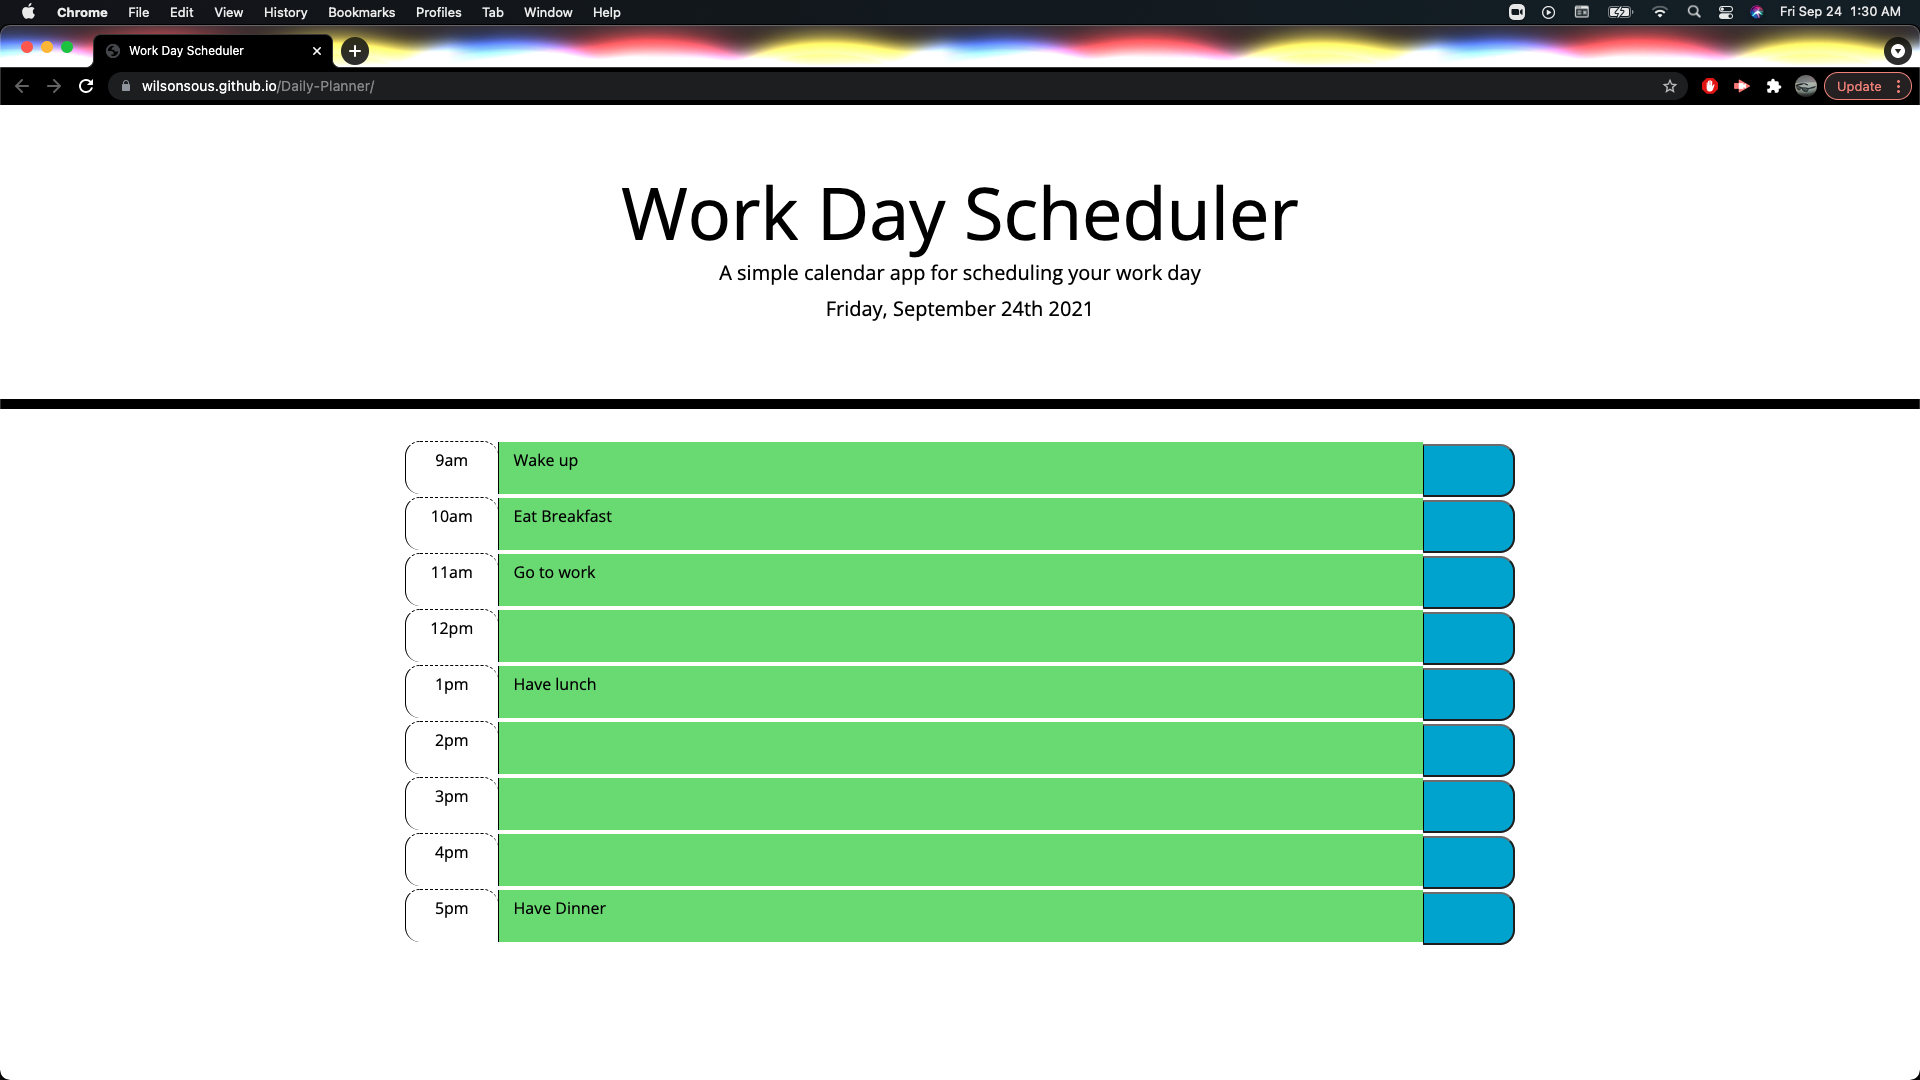 Chrome File Edit View History Bookmarks Profiles Tab Window Help Fri Sep 24 1:30 AM
Work Day Scheduler
wilsonsous.github.io/Daily-Planner/ Update
Work Day Scheduler
A simple calendar app for scheduling your work day
Friday, September 24th 2021
9am Wake up
10am Eat Breakfast
11am Go to work
12pm
1pm Have lunch
2pm
3pm
4pm
5pm Have Dinner